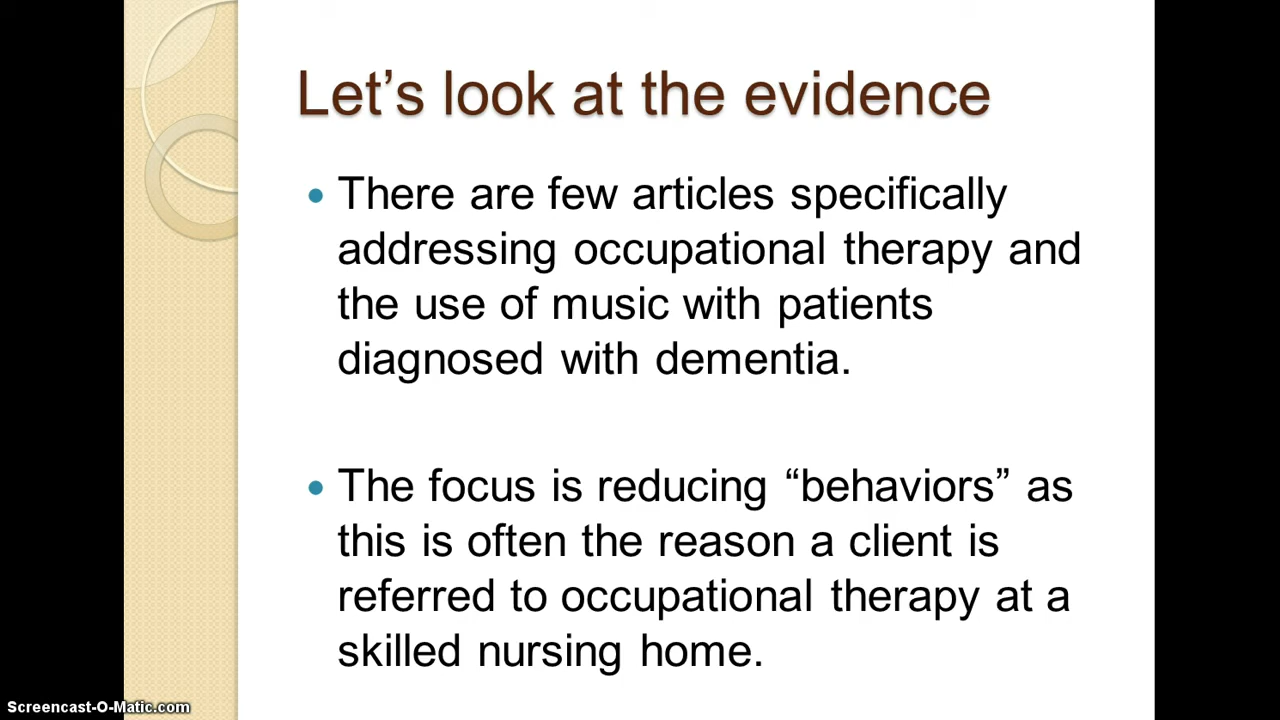 Let’s look at the evidence
• There are few articles specifically
addressing occupational therapy and
the use of music with patients
diagnosed with dementia.
• The focus is reducing “behaviors” as
this is often the reason a client is
referred to occupational therapy at a
skilled nursing home.
Screencast-O-Matic.com